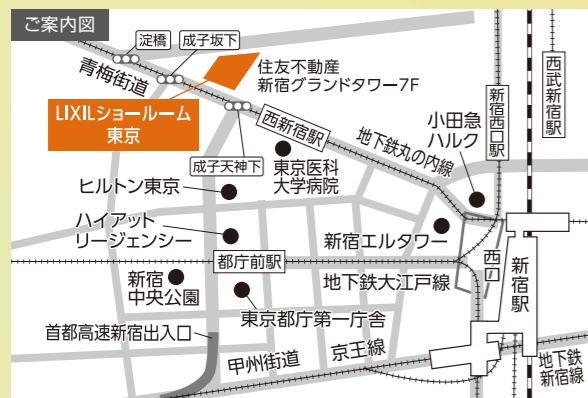 ご案内図
淀橋
成子坂下
青梅街道
住友不動産
新宿グランドタワー7F
LIXILショールーム
東京
西新宿駅
成子天神下
地下鉄丸の内線
小田急
ハルク
新宿西口駅
西武新宿駅
東京医科
大学病院
ヒルトン東京
ハイアット
リージェンシー
新宿エルタワー
都庁前駅
地下鉄大江戸線
西口
新宿駅
新宿
中央公園
東京都庁第一庁舎
首都高速新宿出入口
甲州街道
京王線
地下鉄
新宿線